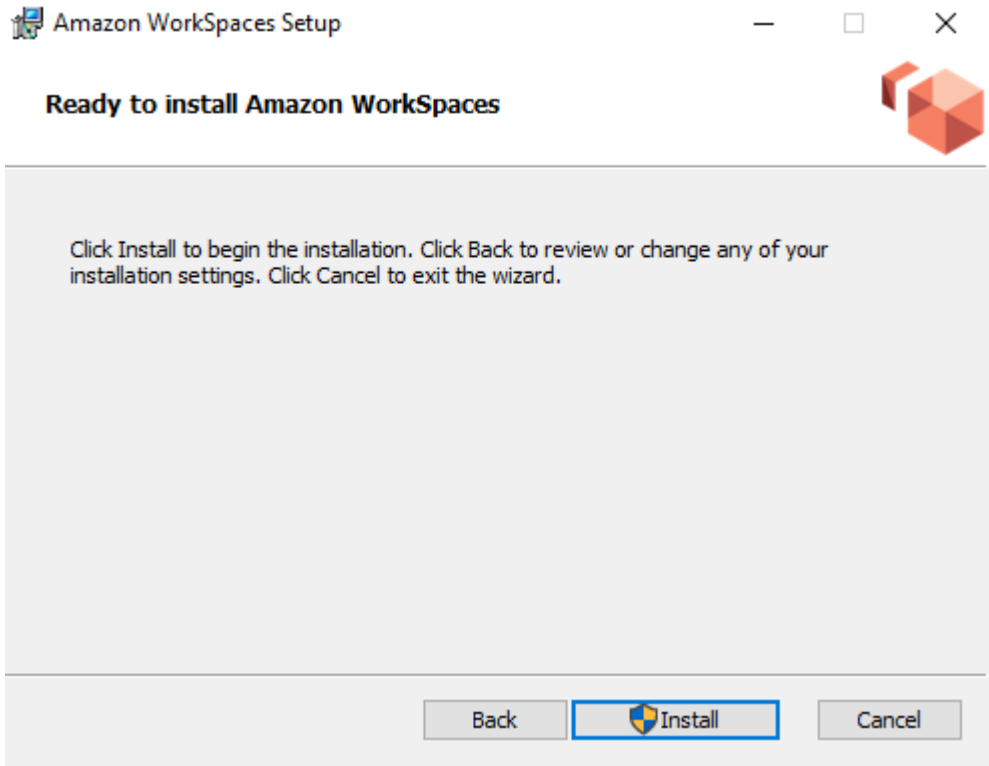 Amazon WorkSpaces Setup
Ready to install Amazon WorkSpaces
Click Install to begin the installation. Click Back to review or change any of your
installation settings. Click Cancel to exit the wizard.
Back
Install
Cancel